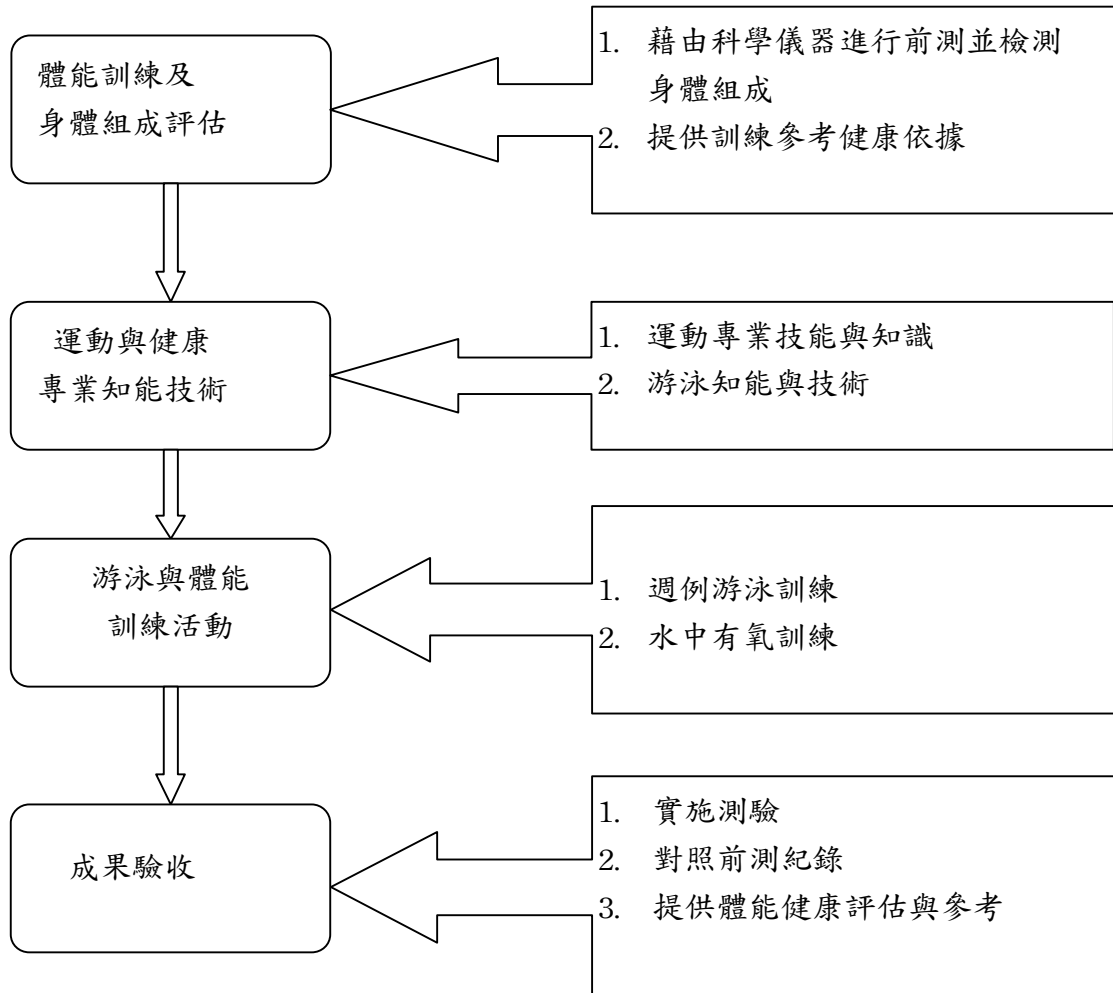 體能訓練及
身體組成評估
1. 藉由科學儀器進行前測並檢測
身體組成
2. 提供訓練參考健康依據
運動與健康
專業知能技術
1. 運動專業技能與知識
2. 游泳知能與技術
游泳與體能
訓練活動
1. 週例游泳訓練
2. 水中有氧訓練
成果驗收
1. 實施測驗
2. 對照前測紀錄
3. 提供體能健康評估與參考